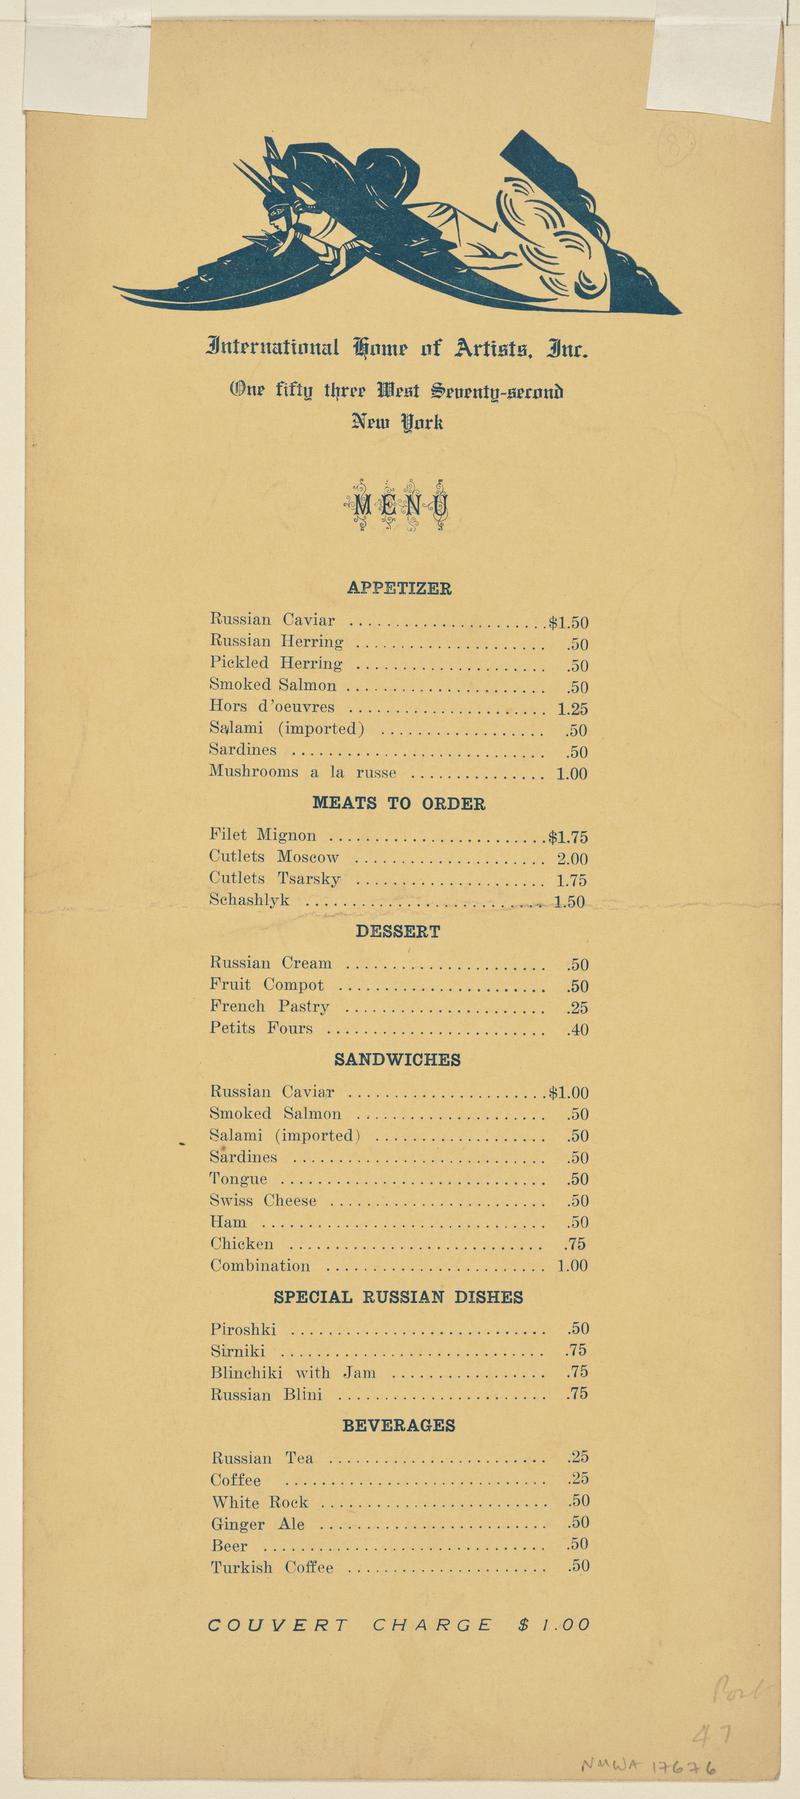 International Home of Artists, Inc.
One fifty three West Seventy-second
New York
MENU
APPETIZER
Russian Caviar ......................$1.50
Russian Herring ..................... .50
Pickled Herring ..................... .50
Smoked Salmon ...................... .50
Hors d'oeuvres ...................... 1.25
Salami (imported) .................. .50
Sardines ............................ .50
Mushrooms a la russe ............... 1.00
MEATS TO ORDER
Filet Mignon ........................$1.75
Cutlets Moscow ..................... 2.00
Cutlets Tsarsky ..................... 1.75
Schashlyk .......................... 1.50
DESSERT
Russian Cream ...................... .50
Fruit Compot ....................... .50
French Pastry ...................... .25
Petits Fours ........................ .40
SANDWICHES
Russian Caviar ......................$1.00
Smoked Salmon ..................... .50
Salami (imported) ................... .50
Sardines ............................ .50
Tongue ............................. .50
Swiss Cheese ........................ .50
Ham ............................... .50
Chicken ............................ .75
Combination ........................ 1.00
SPECIAL RUSSIAN DISHES
Piroshki ............................ .50
Sirniki ............................. .75
Blinchiki with Jam ................. .75
Russian Blini ....................... .75
BEVERAGES
Russian Tea ........................ .25
Coffee ............................. .25
White Rock ......................... .50
Ginger Ale ......................... .50
Beer ............................... .50
Turkish Coffee ...................... .50
COUVERT CHARGE $1.00
47
NMWA 17676